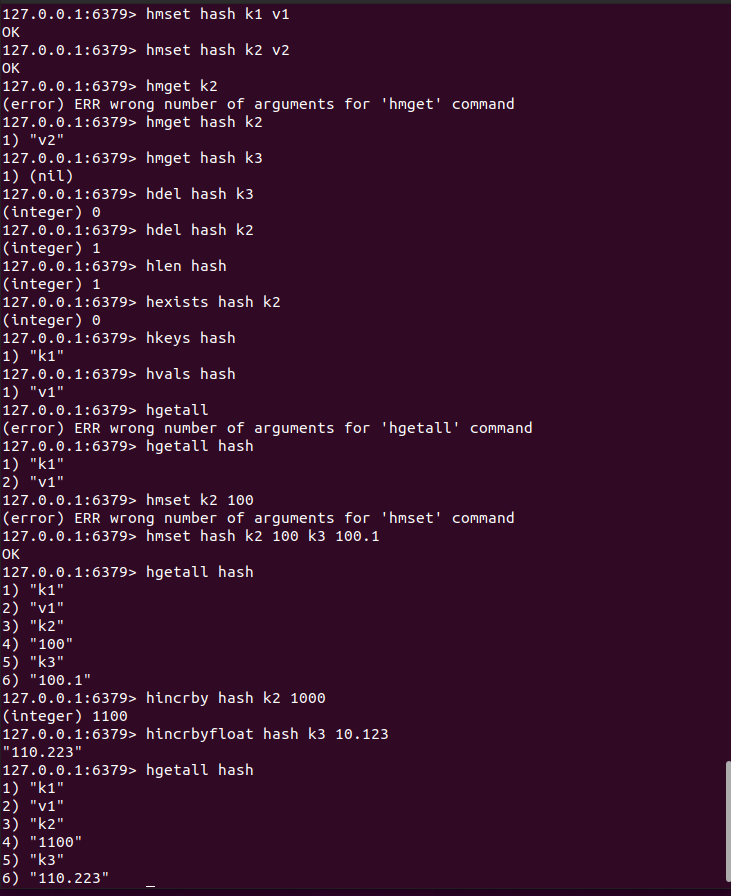 127.0.0.1:6379> hmset hash k1 v1
OK
127.0.0.1:6379> hmset hash k2 v2
OK
127.0.0.1:6379> hmget k2
(error) ERR wrong number of arguments for 'hmget' command
127.0.0.1:6379> hmget hash k2
1) "v2"
127.0.0.1:6379> hmget hash k3
1) (nil)
127.0.0.1:6379> hdel hash k3
(integer) 0
127.0.0.1:6379> hdel hash k2
(integer) 1
127.0.0.1:6379> hlen hash
(integer) 1
127.0.0.1:6379> hexists hash k2
(integer) 0
127.0.0.1:6379> hkeys hash
1) "k1"
127.0.0.1:6379> hvals hash
1) "v1"
127.0.0.1:6379> hgetall
(error) ERR wrong number of arguments for 'hgetall' command
127.0.0.1:6379> hgetall hash
1) "k1"
2) "v1"
127.0.0.1:6379> hmset k2 100
(error) ERR wrong number of arguments for 'hmset' command
127.0.0.1:6379> hmset hash k2 100 k3 100.1
OK
127.0.0.1:6379> hgetall hash
1) "k1"
2) "v1"
3) "k2"
4) "100"
5) "k3"
6) "100.1"
127.0.0.1:6379> hincrby hash k2 1000
(integer) 1100
127.0.0.1:6379> hincrbyfloat hash k3 10.123
"110.223"
127.0.0.1:6379> hgetall hash
1) "k1"
2) "v1"
3) "k2"
4) "1100"
5) "k3"
6) "110.223"